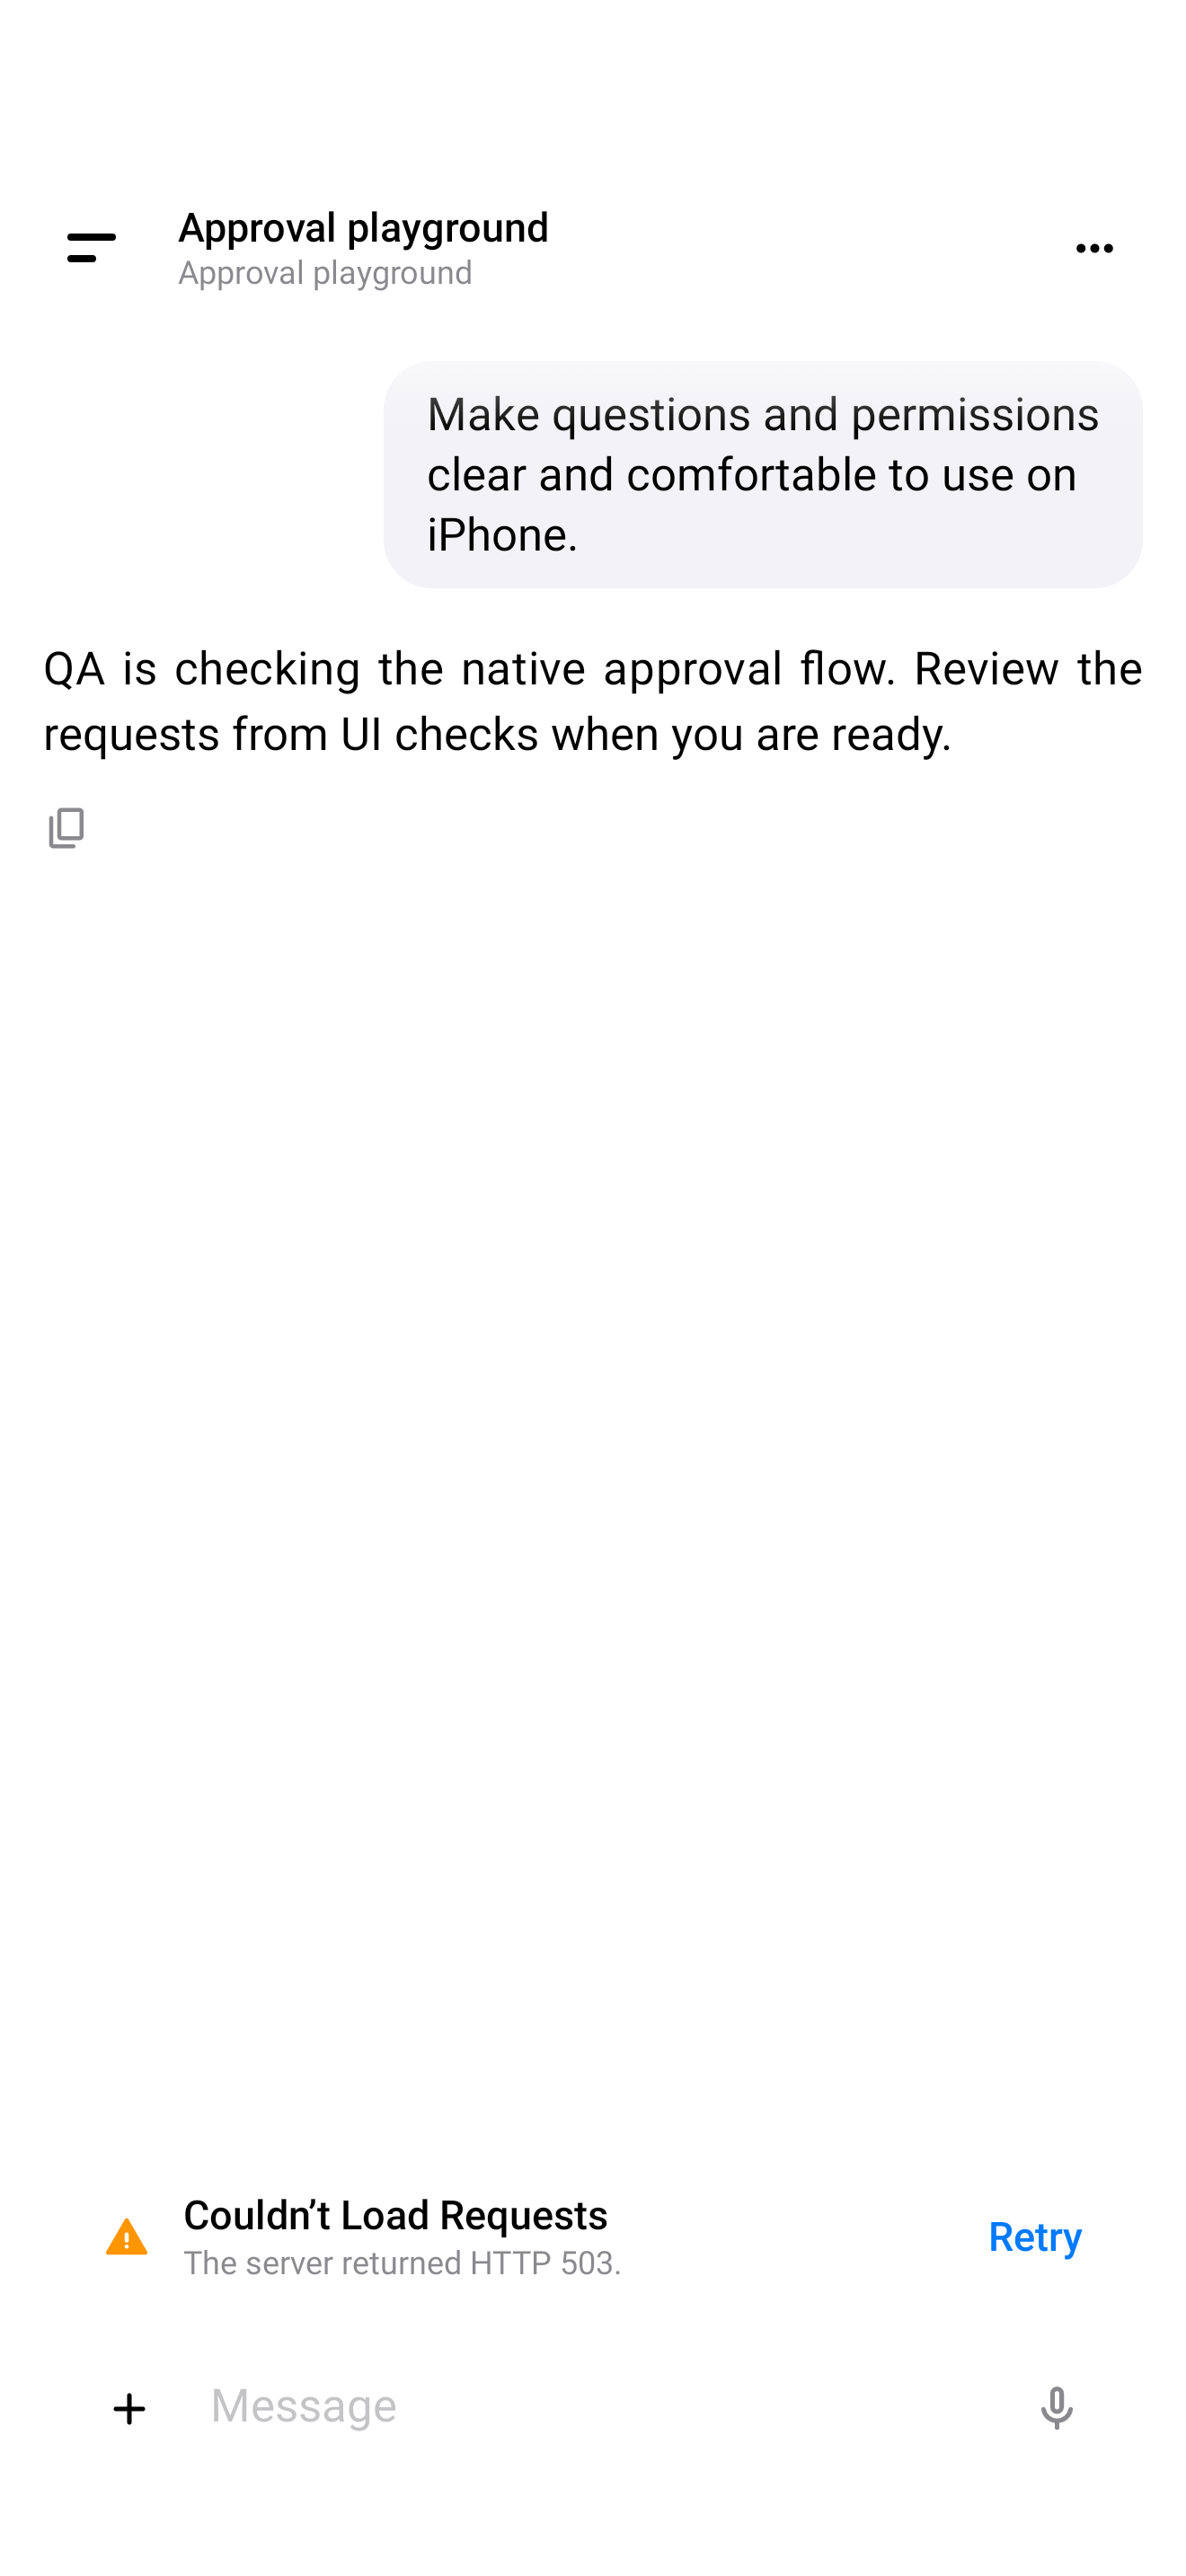 Approval playground
Approval playground
Make questions and permissions
clear and comfortable to use on
iPhone.
QA is checking the native approval flow. Review the
requests from UI checks when you are ready.
Couldn’t Load Requests
The server returned HTTP 503.
Retry
Message